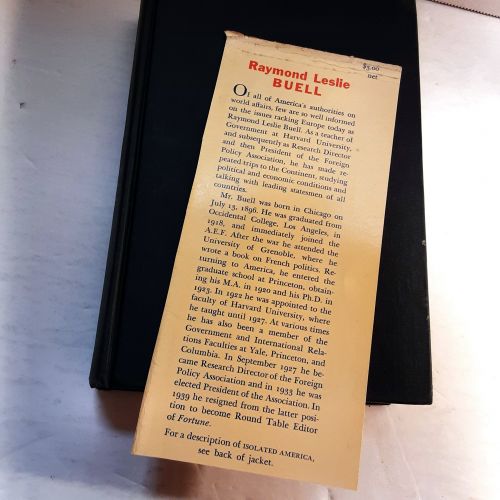 $5.00
net
Raymond Leslie
BUELL
OF all of America's authorities on
world affairs, few are so well informed
on the issues racking Europe today as
Raymond Leslie Buell. As a teacher of
Government at Harvard University,
and subsequently as Research Director
and then President of the Foreign
Policy Association, he has made re-
peated trips to the Continent, studying
political and economic conditions and
talking with leading statesmen of all
countries.
Mr. Buell was born in Chicago on
July 13, 1896. He was graduated from
Occidental College, Los Angeles, in
1918, and immediately joined the
A.E.F. After the war he attended the
University of Grenoble, where he
wrote a book on French politics. Re-
turning to America, he entered the
graduate school at Princeton, obtain-
ing his M.A. in 1920 and his Ph.D. in
1923. In 1922 he was appointed to the
faculty of Harvard University, where
he taught until 1927. At various times
he has also been a member of the
Government and International Rela-
tions Faculties at Yale, Princeton, and
Columbia. In September 1927 he be-
came Research Director of the Foreign
Policy Association and in 1933 he was
elected President of the Association. In
1939 he resigned from the latter posi-
tion to become Round Table Editor
of Fortune.
For a description of ISOLATED AMERICA,
see back of jacket.